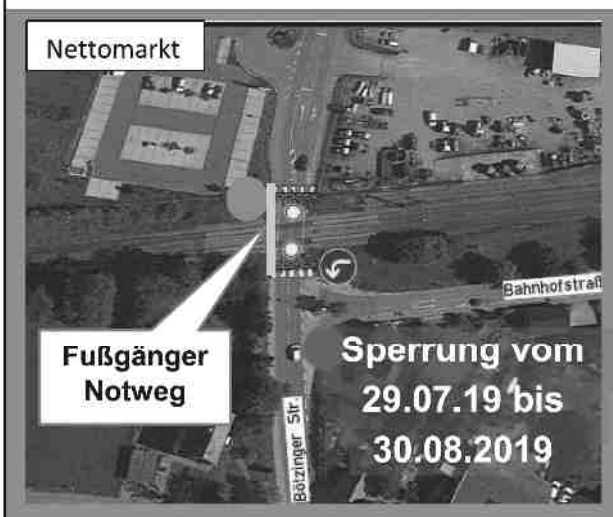 Nettomarkt
Bahnhofstraß
Fußgänger
Notweg
Sperrung vom
29.07.19 bis
30.08.2019
Bötzinger Str.